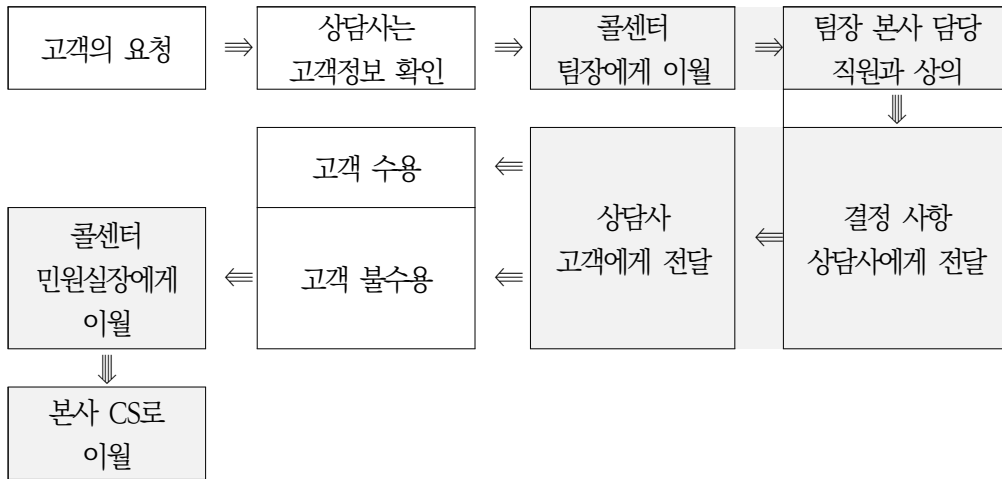 고객의 요청
⇒
상담사는
고객정보 확인
⇒
콜센터
팀장에게 이월
⇒
팀장 본사 담당
직원과 상의
⇓
결정 사항
상담사에게 전달
⇐
상담사
고객에게 전달
⇐
고객 수용
⇐
고객 불수용
⇐
콜센터
민원실장에게
이월
⇓
본사 CS로
이월